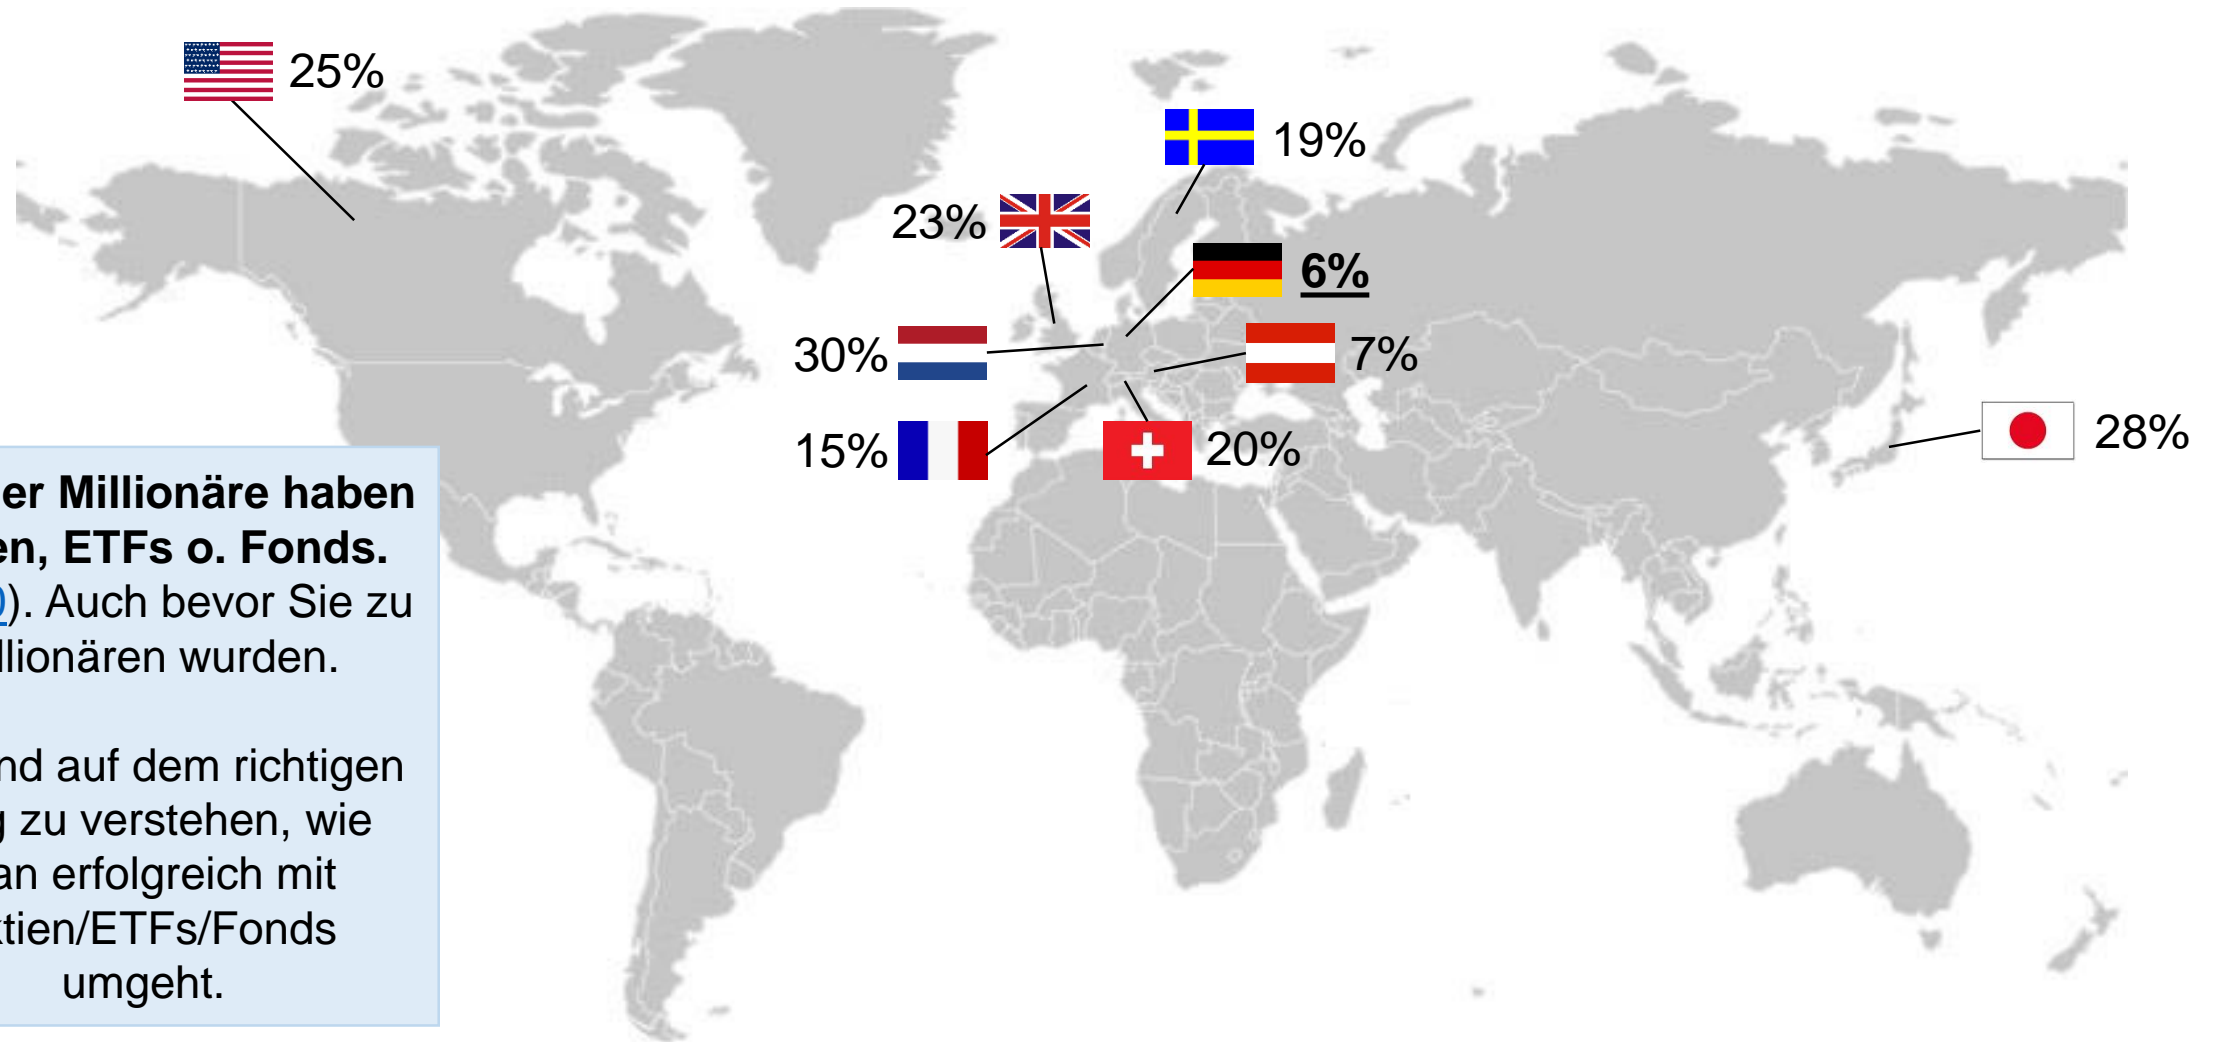 25%
19%
23%
6%
30%
7%
15%
20%
28%
er Millionäre haben
en, ETFs o. Fonds.
). Auch bevor Sie zu
llionären wurden.
nd auf dem richtigen
g zu verstehen, wie
an erfolgreich mit
ktien/ETFs/Fonds
umgeht.